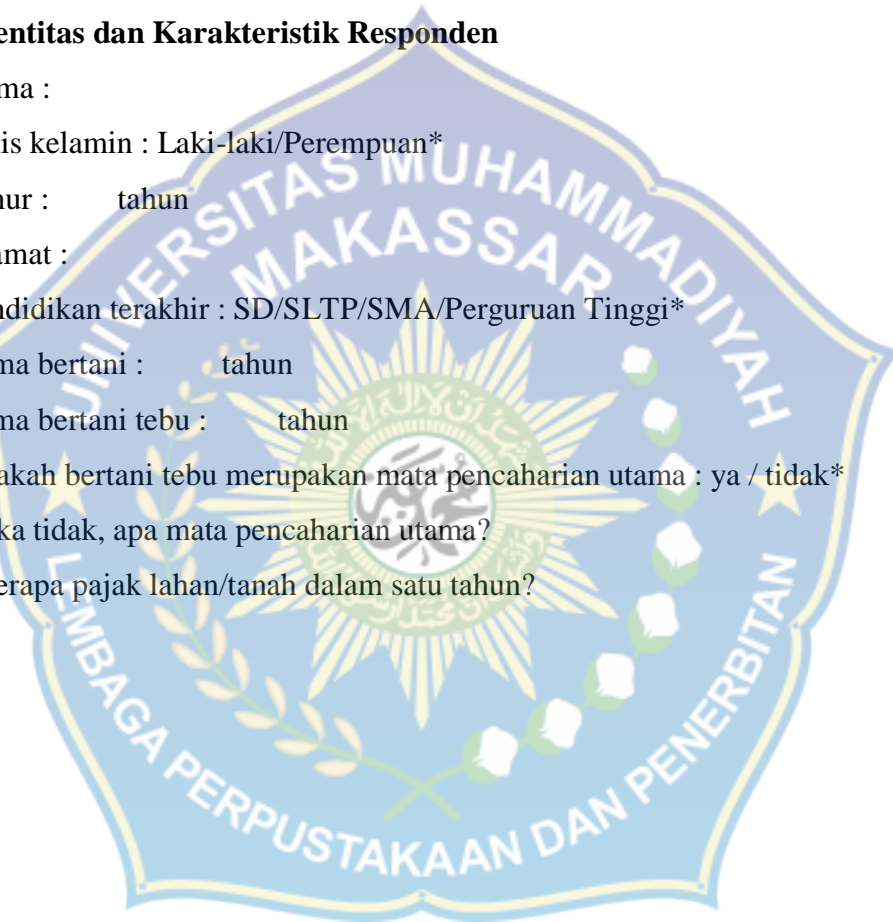 entitas dan Karakteristik Responden
ma :
is kelamin : Laki-laki/Perempuan*
ur : tahun
mat :
ndidikan terakhir : SD/SLTP/SMA/Perguruan Tinggi*
ma bertani : tahun
ma bertani tebu : tahun
akah bertani tebu merupakan mata pencaharian utama : ya / tidak*
ka tidak, apa mata pencaharian utama?
erapa pajak lahan/tanah dalam satu tahun?
UNIVERSITAS MUHAMMADIYAH
MAKASSAR
LEMBAGA PERPUSTAKAAN DAN PENERBITAN